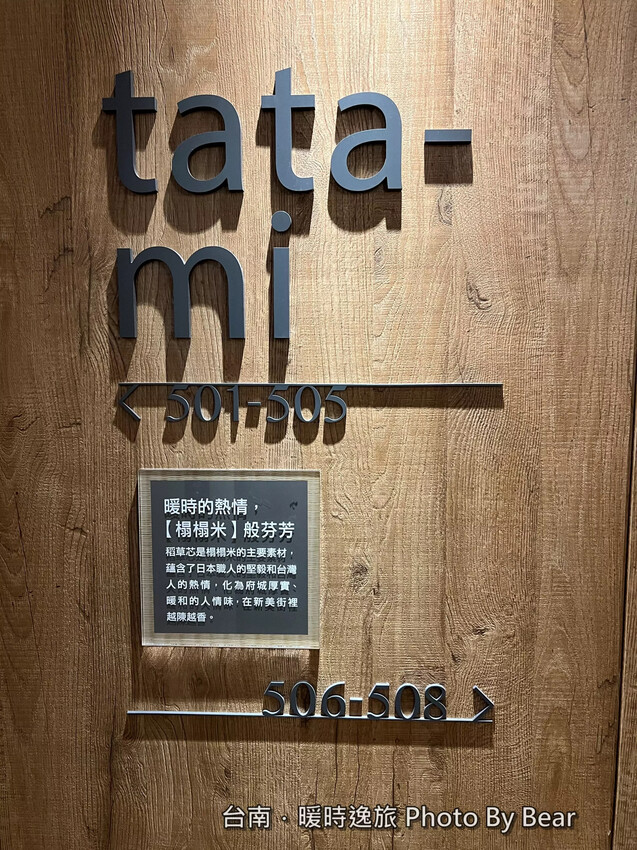 tata-
mi
< 501-505
暖時的熱情，
【榻榻米】般芬芳
稻草芯是榻榻米的主要素材，
蘊含了日本職人的堅毅和台灣
人的熱情，化為府城厚實、
暖和的人情味，在新美街裡
越陳越香。
506-508 >
台南‧暖時逸旅 Photo By Bear